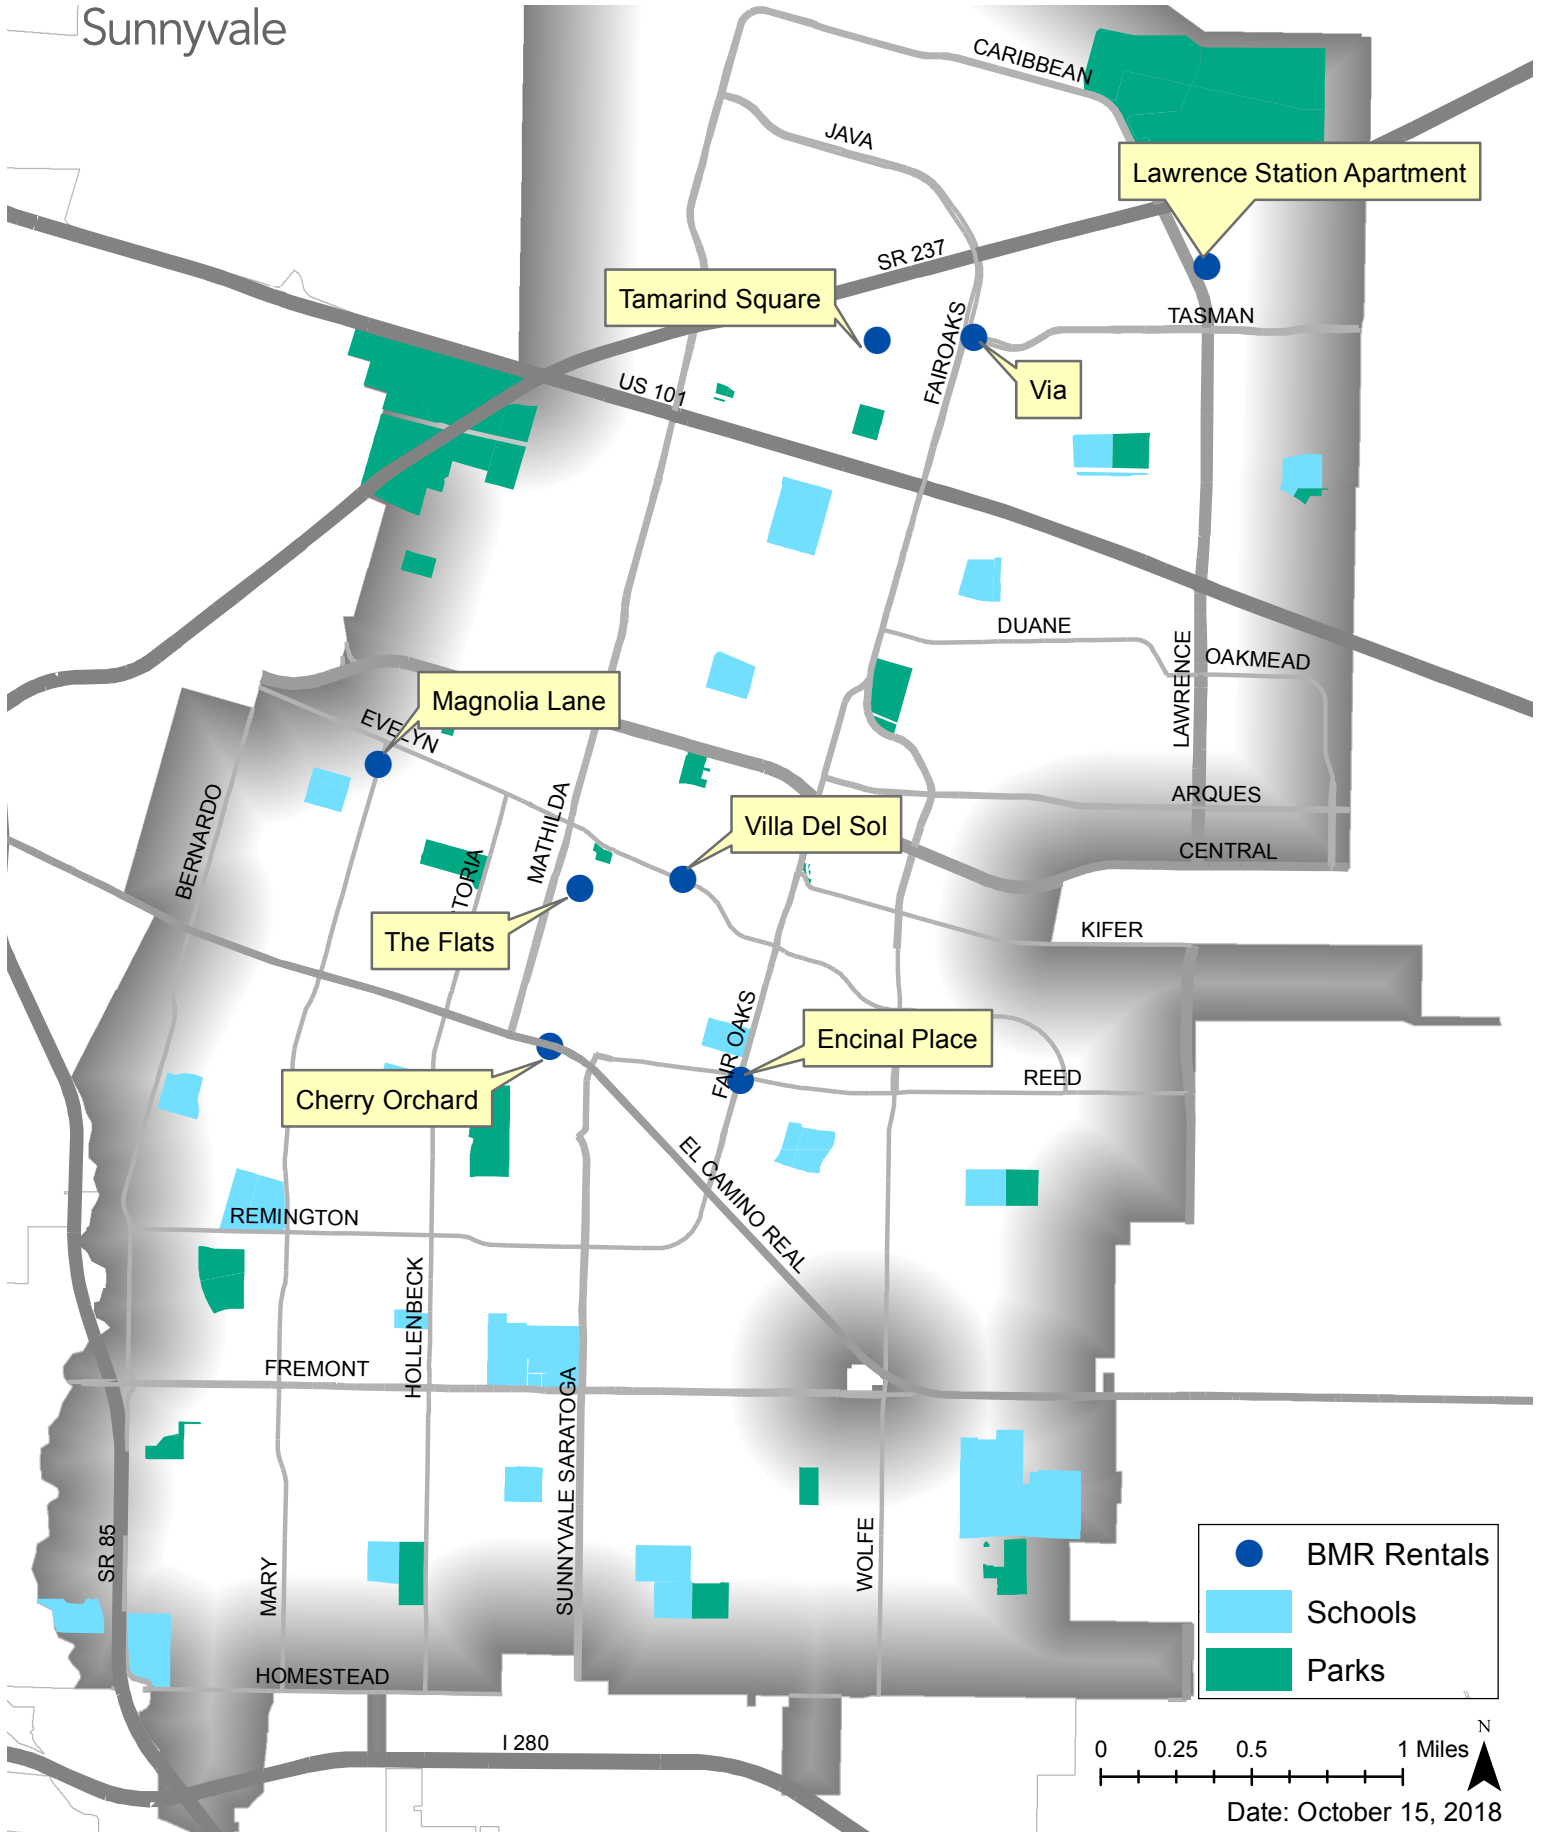 Sunnyvale
CARIBBEAN
JAVA
Lawrence Station Apartment
SR 237
Tamarind Square
TASMAN
FAIROAKS
US 101
Via
DUANE
OAKMEAD
LAWRENCE
Magnolia Lane
EVELYN
BERNARDO
MATHILDA
ARQUES
Villa Del Sol
CENTRAL
TORIA
The Flats
KIFER
FAIR OAKS
Encinal Place
REED
Cherry Orchard
EL CAMINO REAL
REMINGTON
HOLLENBECK
FREMONT
SUNNYVALE SARATOGA
SR 85
MARY
WOLFE
HOMESTEAD
I 280
BMR Rentals
Schools
Parks
N
0 0.25 0.5 1 Miles
Date: October 15, 2018